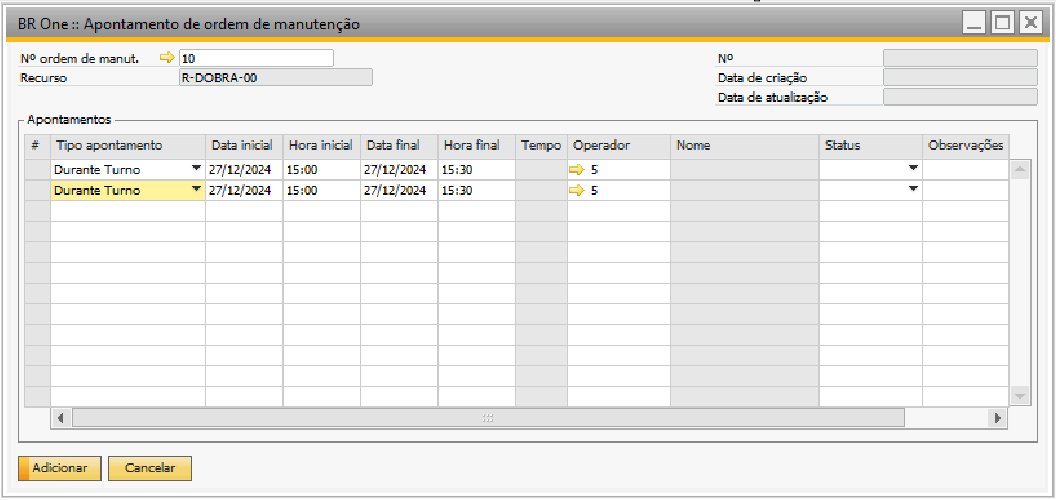 BR One :: Apontamento de ordem de manutenção
Nº ordem de manut. 10 Nº
Recurso R-DOBRA-00 Data de criação
Data de atualização
Apontamentos
# Tipo apontamento Data inicial Hora inicial Data final Hora final Tempo Operador Nome Status Observações
Durante Turno 27/12/2024 15:00 27/12/2024 15:30 5
Durante Turno 27/12/2024 15:00 27/12/2024 15:30 5
Adicionar Cancelar